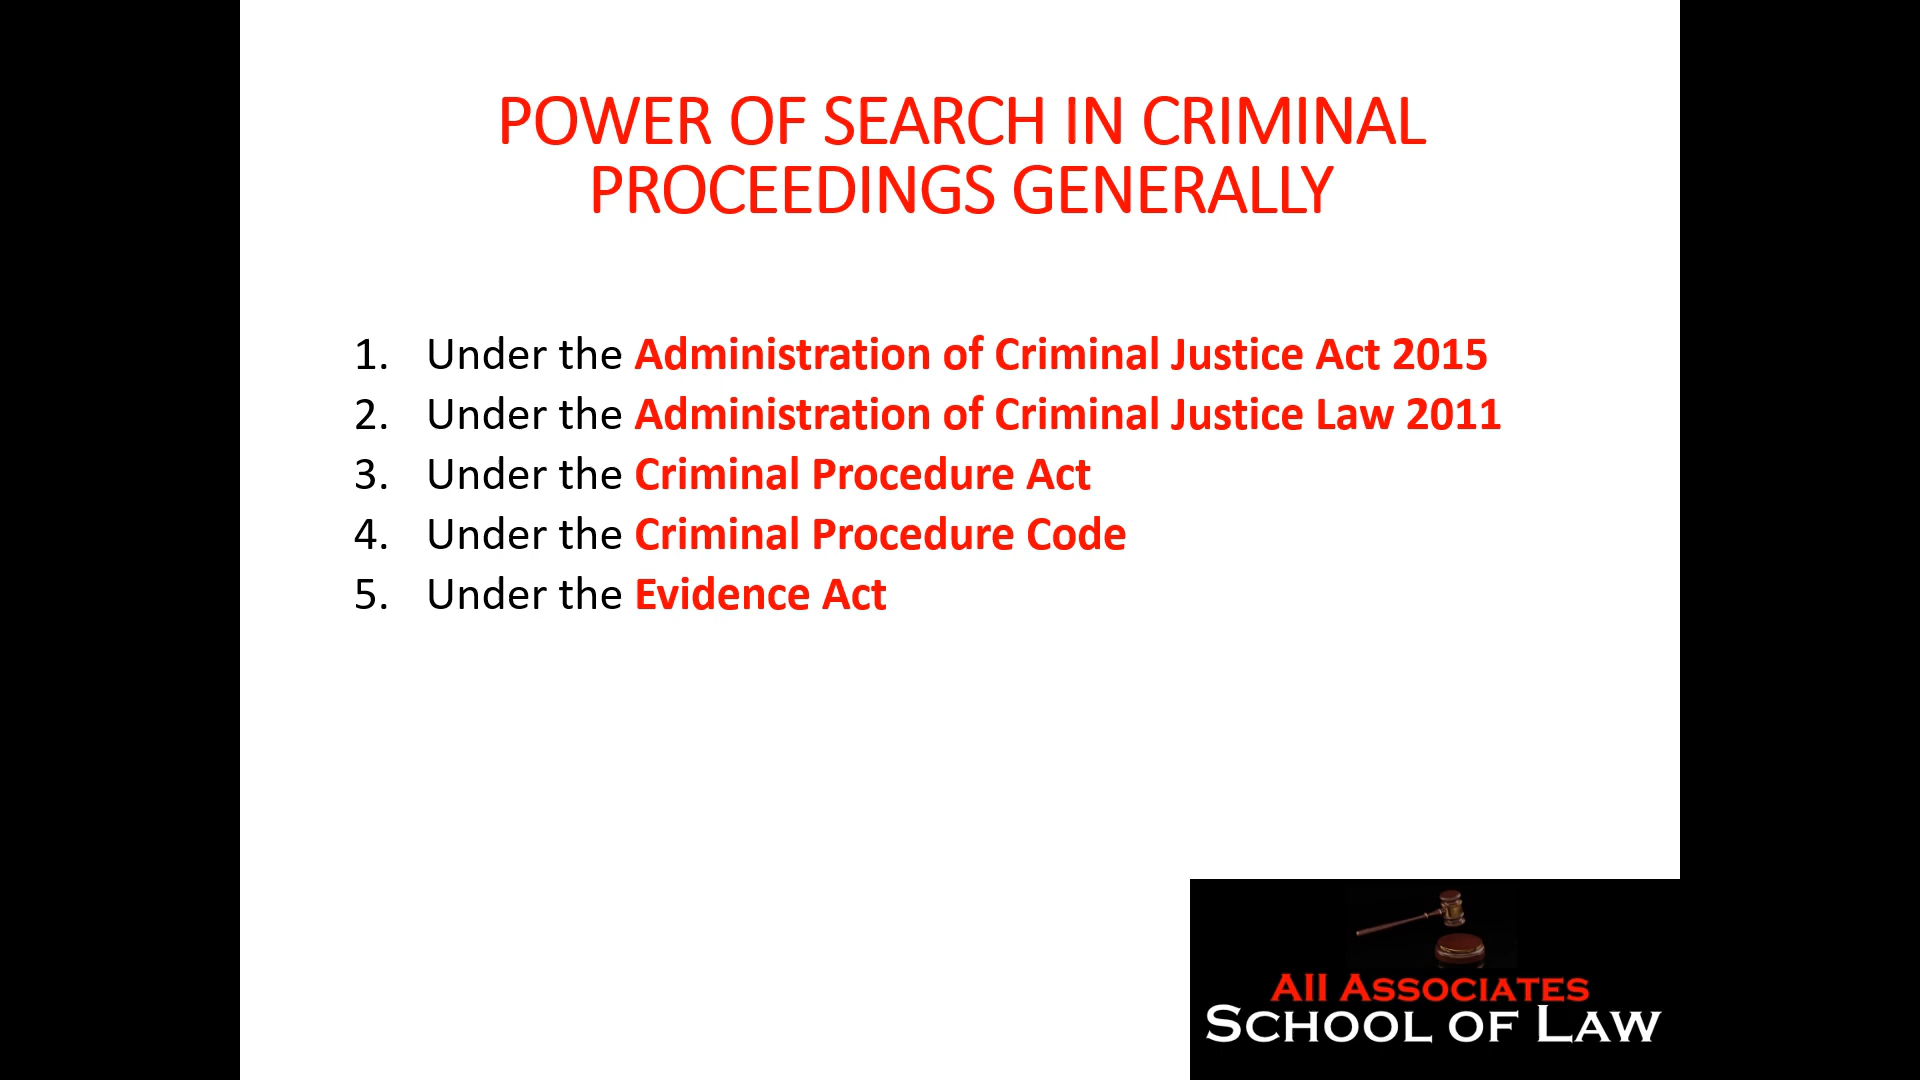 POWER OF SEARCH IN CRIMINAL
PROCEEDINGS GENERALLY
1. Under the Administration of Criminal Justice Act 2015
2. Under the Administration of Criminal Justice Law 2011
3. Under the Criminal Procedure Act
4. Under the Criminal Procedure Code
5. Under the Evidence Act
AII ASSOCIATES
SCHOOL OF LAW